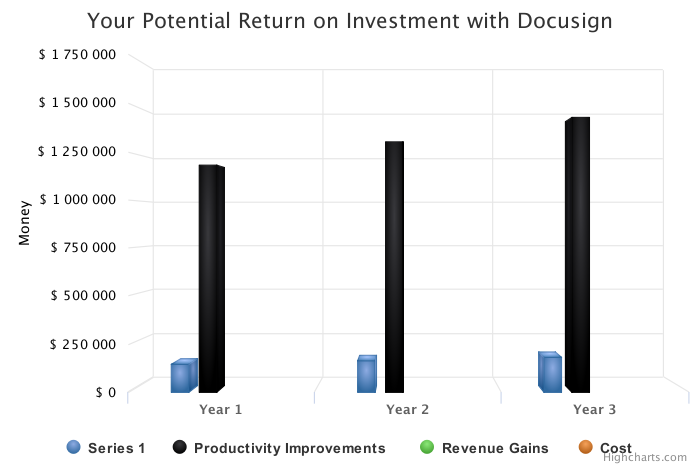 Your Potential Return on Investment with Docusign
$ 1 750 000
$ 1 500 000
$ 1 250 000
$ 1 000 000
$ 750 000
$ 500 000
$ 250 000
$ 0
Money
Year 1
Year 2
Year 3
Series 1
Productivity Improvements
Revenue Gains
Cost
Highcharts.com